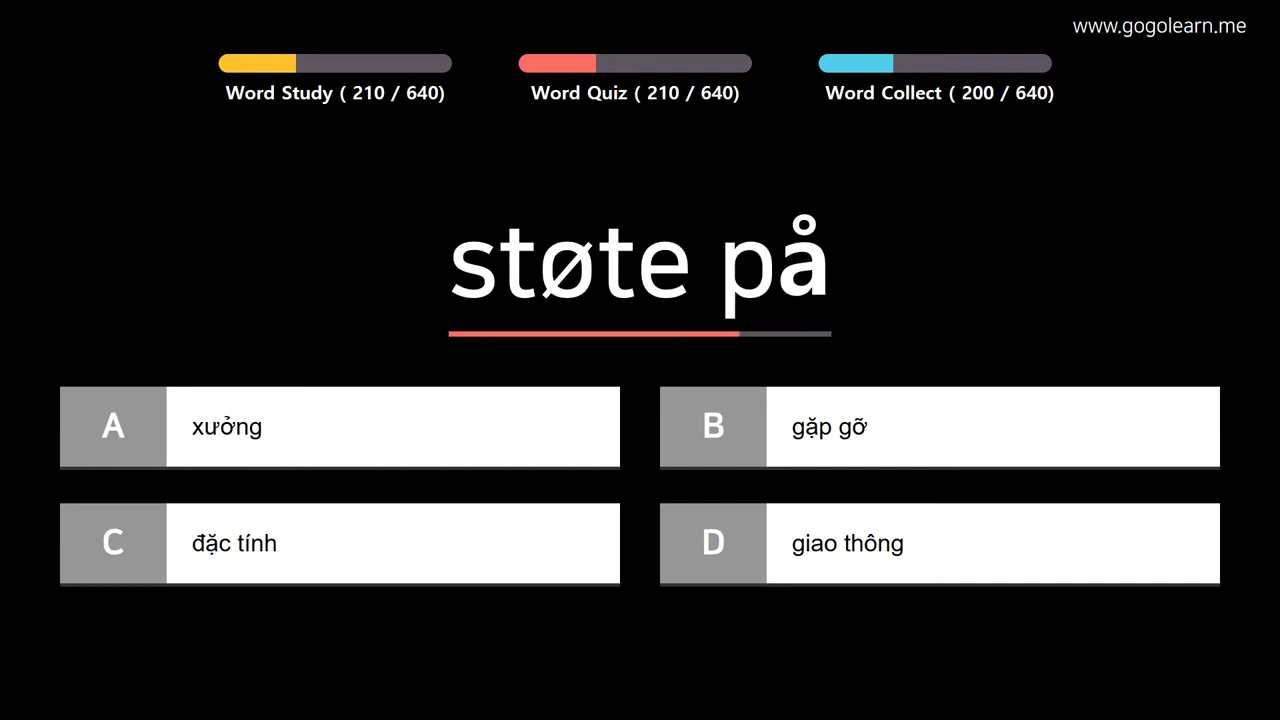 www.gogolearn.me
Word Study ( 210 / 640)
Word Quiz ( 210 / 640)
Word Collect ( 200 / 640)
støte på
A xưởng
B gặp gỡ
C đặc tính
D giao thông